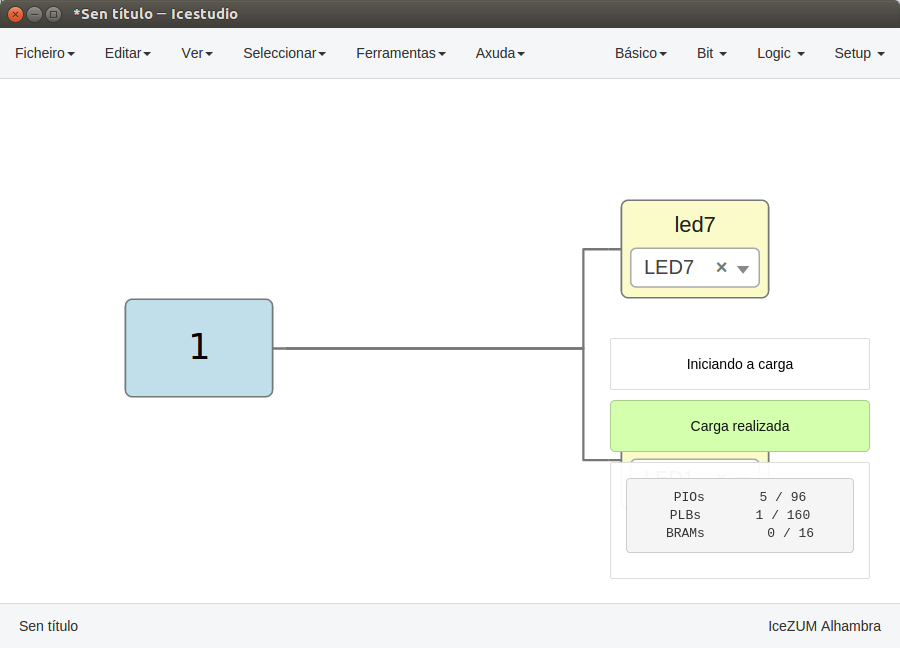 *Sen título — Icestudio
Ficheiro Editar Ver Seleccionar Ferramentas Axuda Básico Bit Logic Setup
led7
LED7 ×
1
Iniciando a carga
Carga realizada
PIOs 5 / 96
PLBs 1 / 160
BRAMs 0 / 16
Sen título IceZUM Alhambra